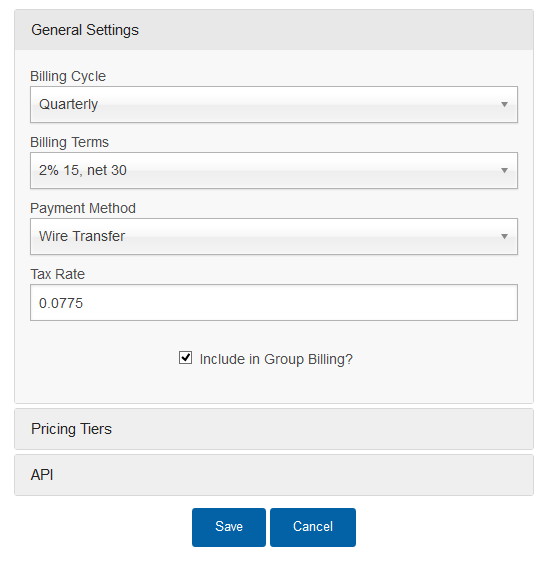 General Settings
Billing Cycle
Quarterly
Billing Terms
2% 15, net 30
Payment Method
Wire Transfer
Tax Rate
0.0775
Include in Group Billing?
Pricing Tiers
API
Save Cancel